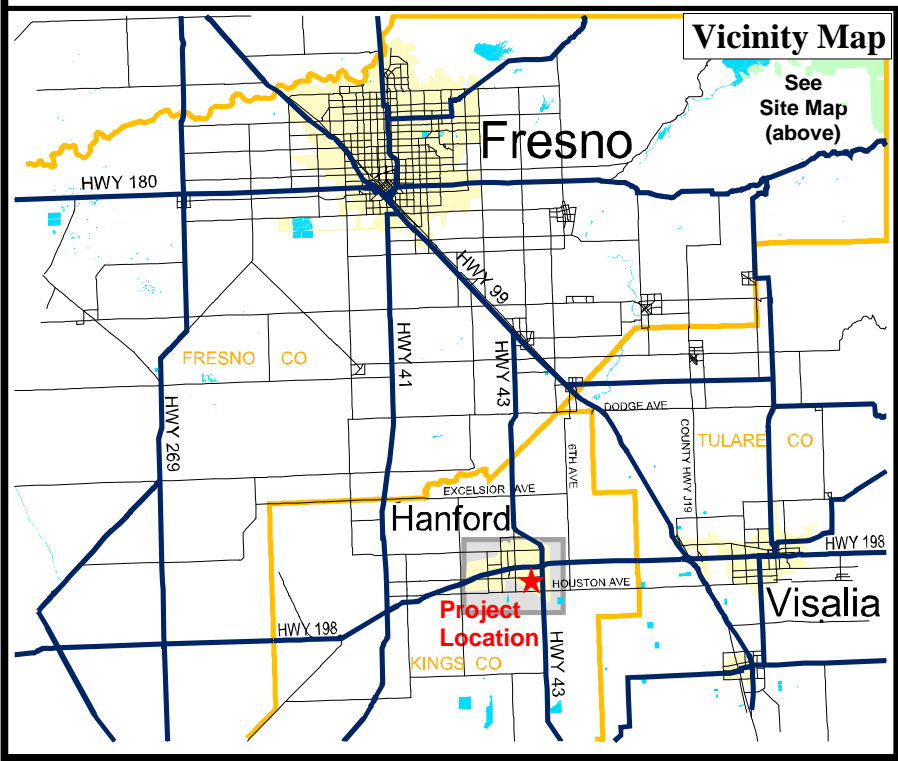 Vicinity Map
See
Site Map
(above)
Fresno
HWY 180
HWY 99
FRESNO CO
HWY 41
HWY 43
HWY 269
DODGE AVE
COUNTY HWY J19
TULARE CO
6TH AVE
EXCELSIOR AVE
Hanford
HWY 198
HOUSTON AVE
Visalia
Project
Location
HWY 198
KINGS CO
HWY 43